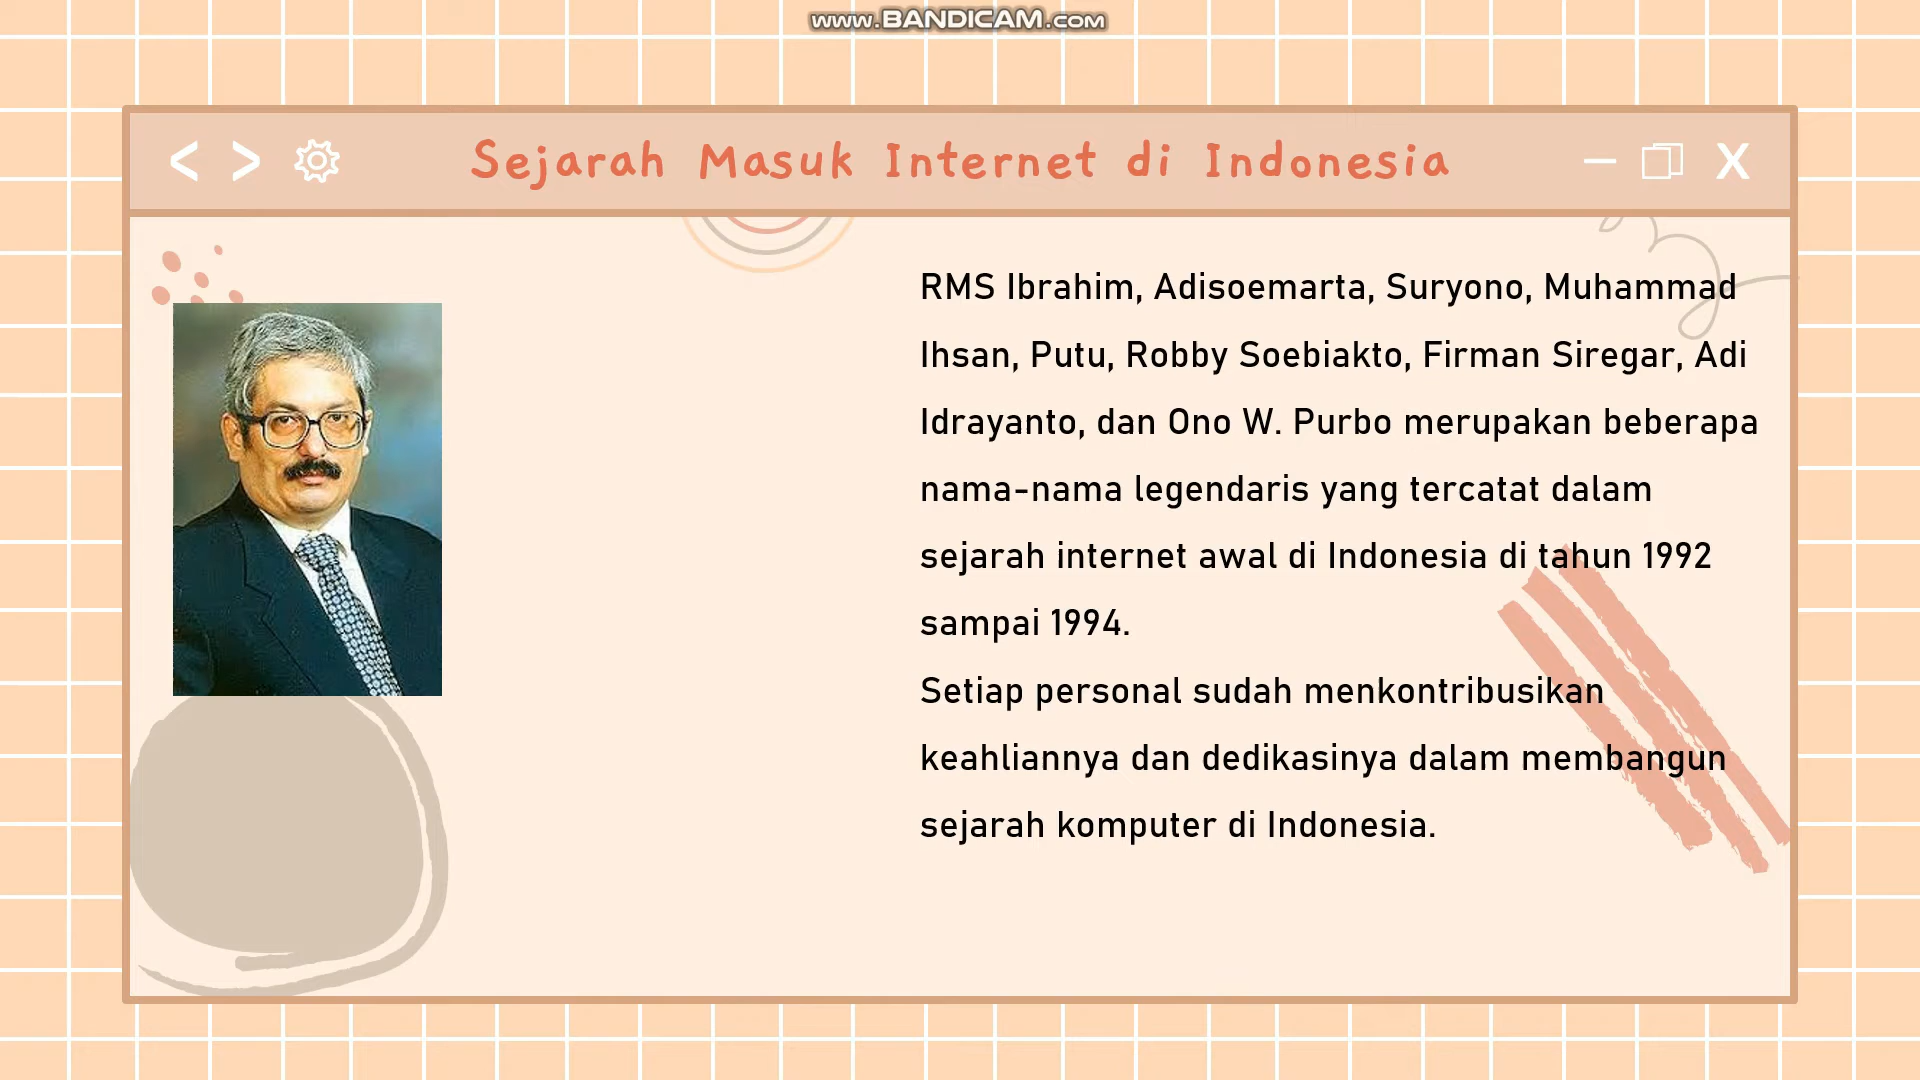 www.BANDICAM.com
Sejarah Masuk Internet di Indonesia
RMS Ibrahim, Adisoemarta, Suryono, Muhammad
Ihsan, Putu, Robby Soebiakto, Firman Siregar, Adi
Idrayanto, dan Ono W. Purbo merupakan beberapa
nama-nama legendaris yang tercatat dalam
sejarah internet awal di Indonesia di tahun 1992
sampai 1994.
Setiap personal sudah menkontribusikan
keahliannya dan dedikasinya dalam membangun
sejarah komputer di Indonesia.